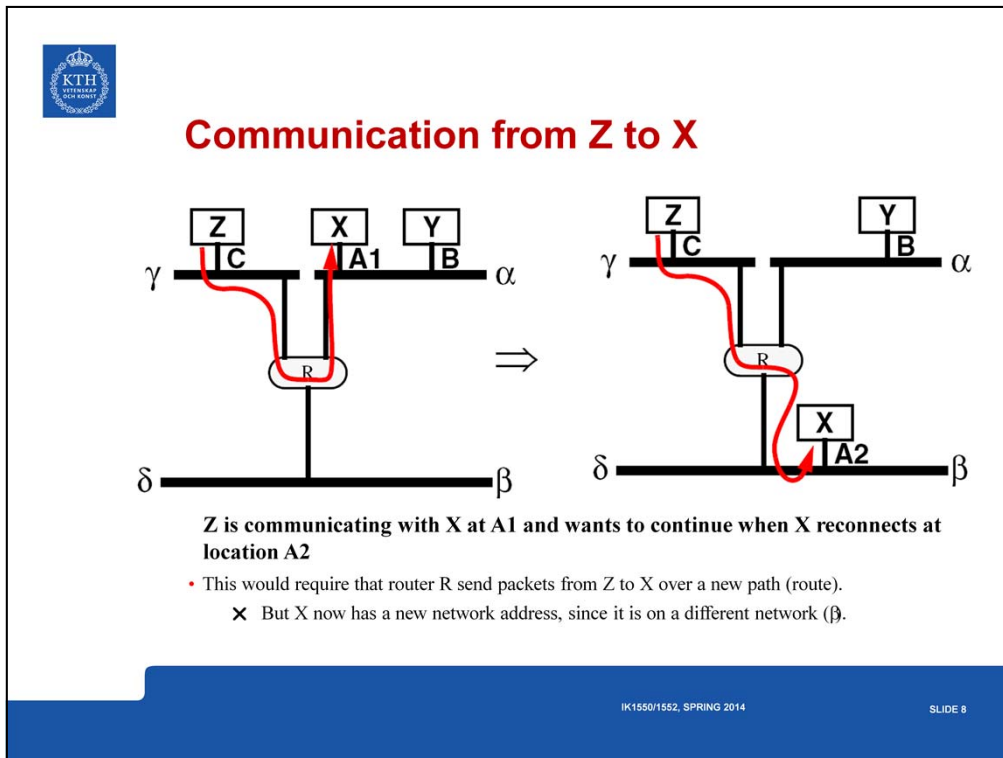 KTH
VETENSKAP
OCH KONST
Communication from Z to X
Z
X
Y
C
A1
B
γ
α
R
δ
β
⇒
Z
Y
C
B
γ
α
R
X
A2
δ
β
Z is communicating with X at A1 and wants to continue when X reconnects at
location A2
• This would require that router R send packets from Z to X over a new path (route).
✕ But X now has a new network address, since it is on a different network (β).
IK1550/1552, SPRING 2014
SLIDE 8